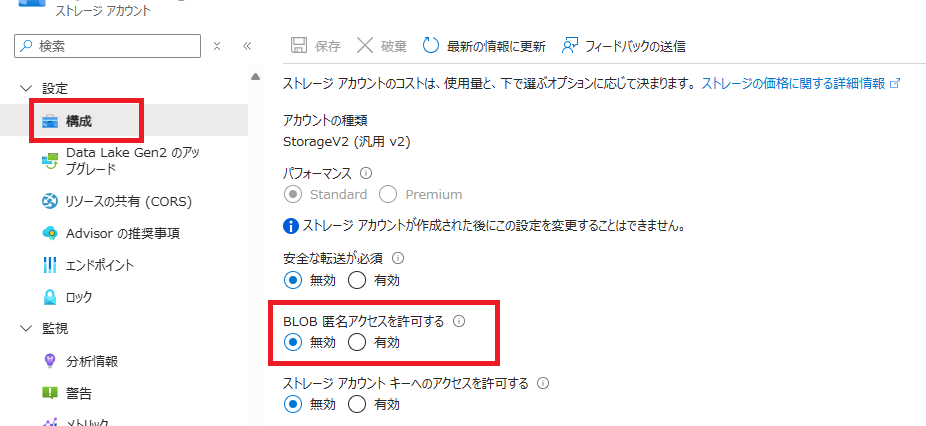 ストレージ アカウント
検索
設定
構成
Data Lake Gen2 のアッ
プグレード
リソースの共有 (CORS)
Advisor の推奨事項
エンドポイント
ロック
監視
分析情報
警告
メトリック
保存
破棄
最新の情報に更新
フィードバックの送信
ストレージ アカウントのコストは、使用量と、下で選ぶオプションに応じて決まります。 ストレージの価格に関する詳細情報
アカウントの種類
StorageV2 (汎用 v2)
パフォーマンス
Standard Premium
ストレージ アカウントが作成された後にこの設定を変更することはできません。
安全な転送が必須
無効 有効
BLOB 匿名アクセスを許可する
無効 有効
ストレージ アカウント キーへのアクセスを許可する
無効 有効